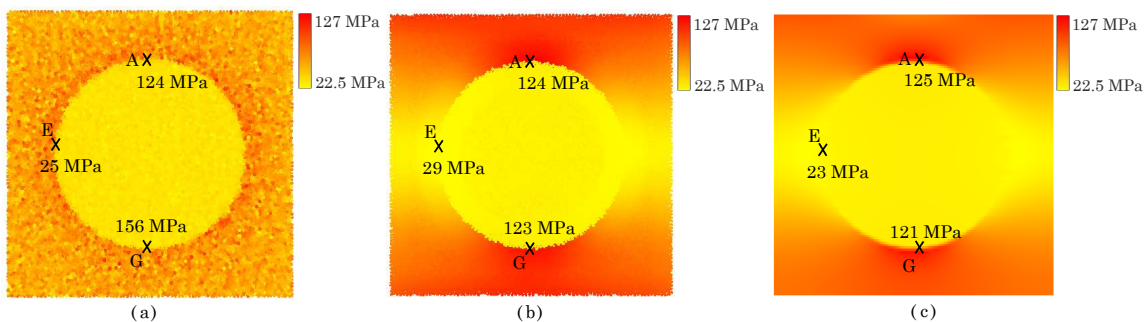 127 MPa
22.5 MPa
A
124 MPa
E
25 MPa
156 MPa
G
(a)
127 MPa
22.5 MPa
A
124 MPa
E
29 MPa
123 MPa
G
(b)
127 MPa
22.5 MPa
A
125 MPa
E
23 MPa
121 MPa
G
(c)